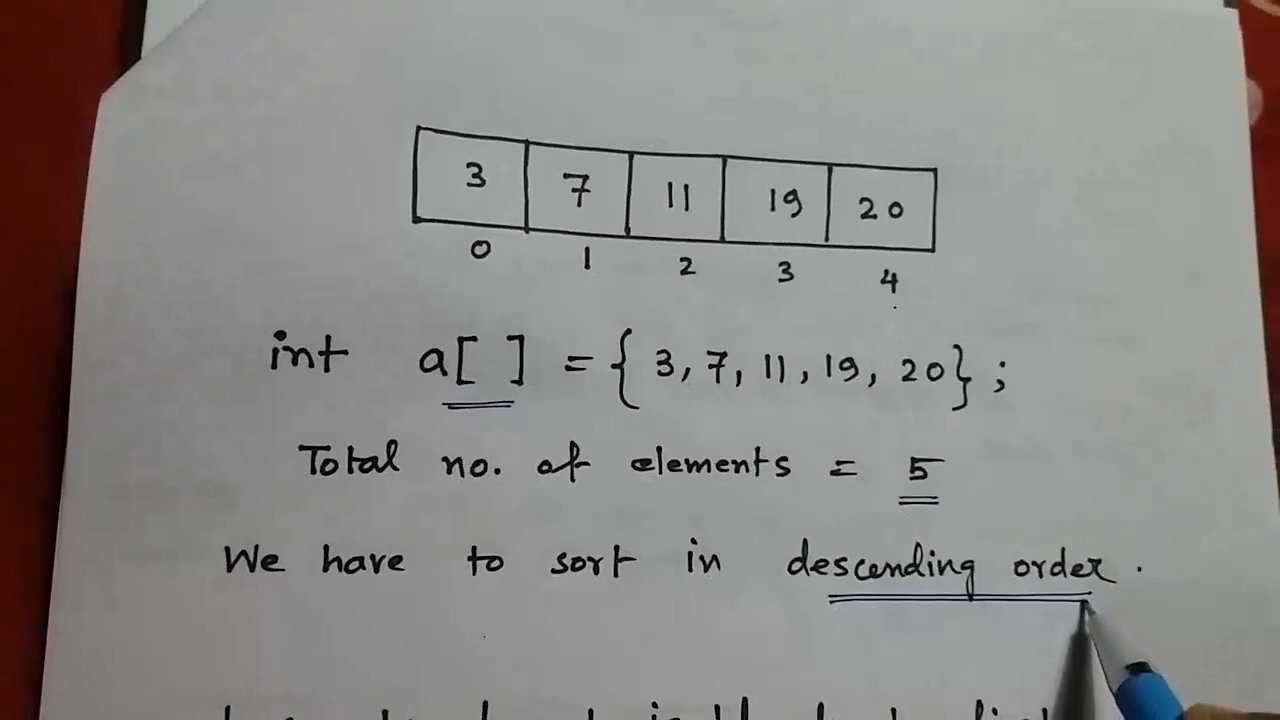 3 7 11 19 20
0 1 2 3 4
int a[ ] = { 3, 7, 11, 19, 20 } ;
Total no. of elements = 5
We have to sort in descending order.